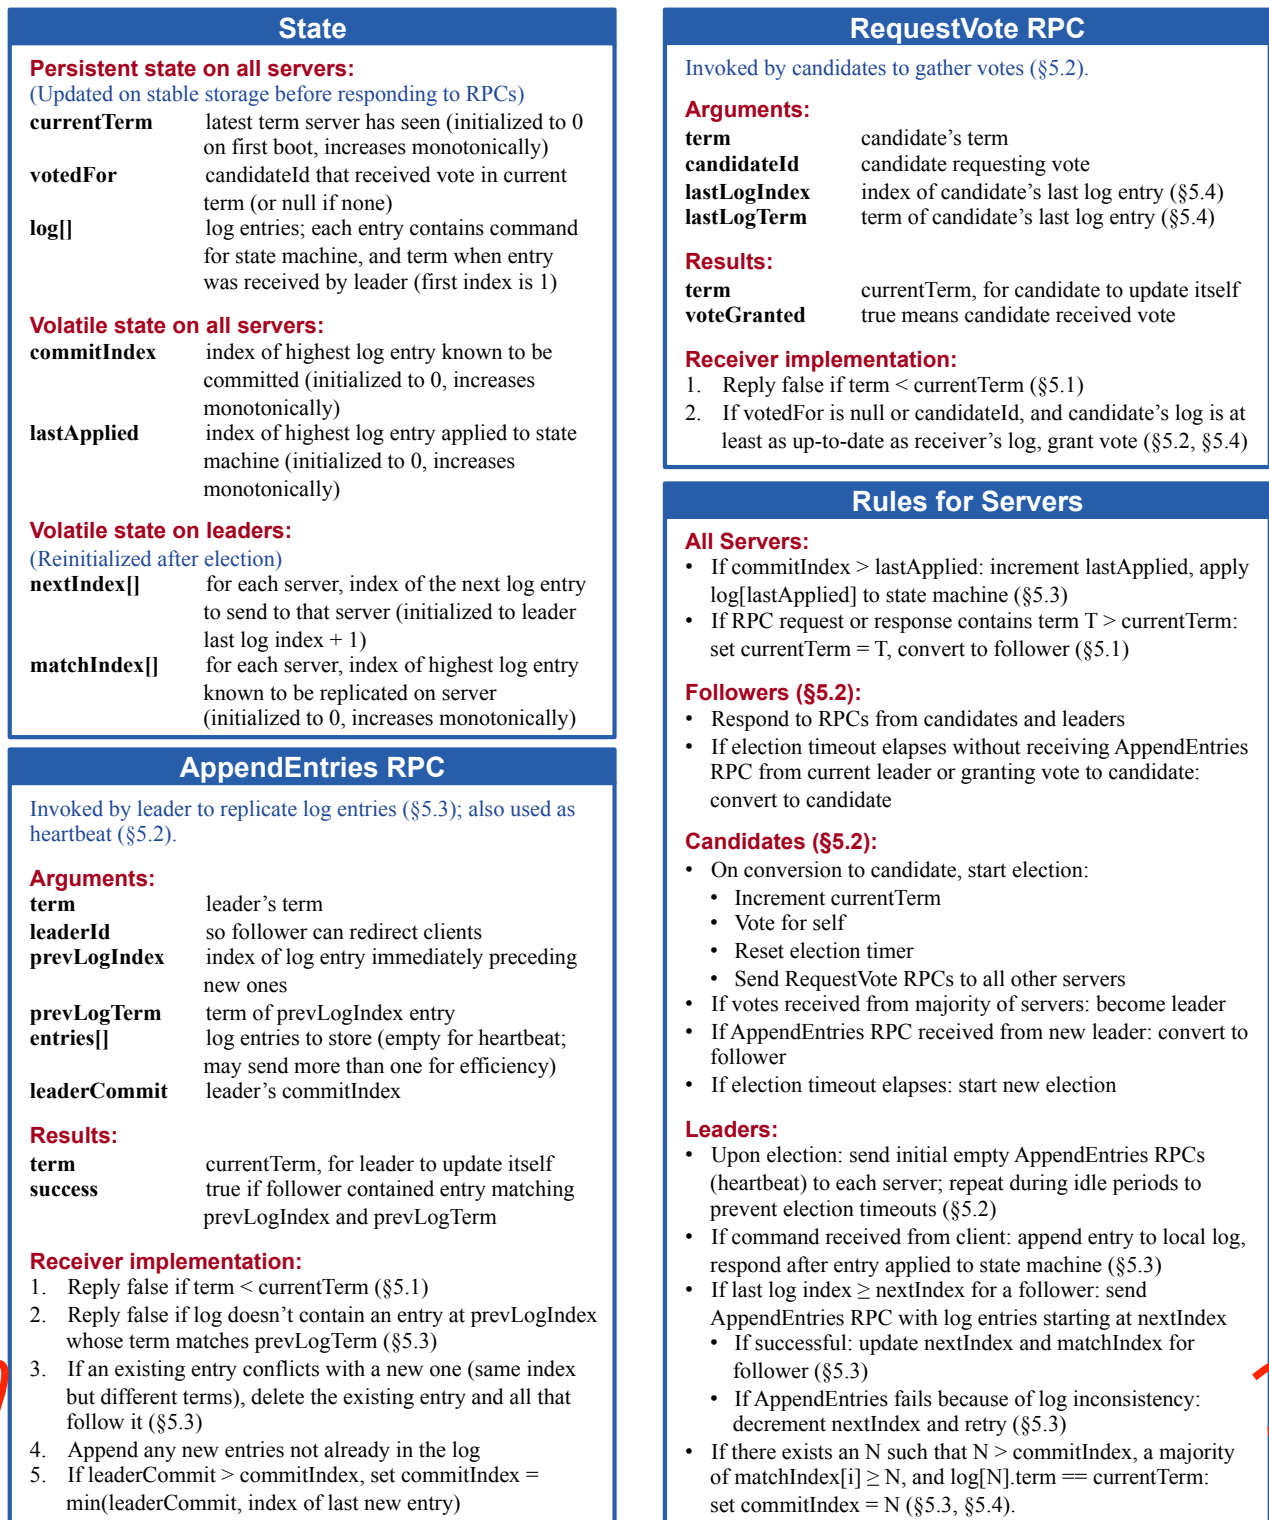 State
Persistent state on all servers:
(Updated on stable storage before responding to RPCs)
currentTerm latest term server has seen (initialized to 0
on first boot, increases monotonically)
votedFor candidateId that received vote in current
term (or null if none)
log[] log entries; each entry contains command
for state machine, and term when entry
was received by leader (first index is 1)
Volatile state on all servers:
commitIndex index of highest log entry known to be
committed (initialized to 0, increases
monotonically)
lastApplied index of highest log entry applied to state
machine (initialized to 0, increases
monotonically)
Volatile state on leaders:
(Reinitialized after election)
nextIndex[] for each server, index of the next log entry
to send to that server (initialized to leader
last log index + 1)
matchIndex[] for each server, index of highest log entry
known to be replicated on server
(initialized to 0, increases monotonically)
AppendEntries RPC
Invoked by leader to replicate log entries (§5.3); also used as
heartbeat (§5.2).
Arguments:
term leader's term
leaderId so follower can redirect clients
prevLogIndex index of log entry immediately preceding
new ones
prevLogTerm term of prevLogIndex entry
entries[] log entries to store (empty for heartbeat;
may send more than one for efficiency)
leaderCommit leader's commitIndex
Results:
term currentTerm, for leader to update itself
success true if follower contained entry matching
prevLogIndex and prevLogTerm
Receiver implementation:
1. Reply false if term < currentTerm (§5.1)
2. Reply false if log doesn't contain an entry at prevLogIndex
whose term matches prevLogTerm (§5.3)
3. If an existing entry conflicts with a new one (same index
but different terms), delete the existing entry and all that
follow it (§5.3)
4. Append any new entries not already in the log
5. If leaderCommit > commitIndex, set commitIndex =
min(leaderCommit, index of last new entry)
RequestVote RPC
Invoked by candidates to gather votes (§5.2).
Arguments:
term candidate's term
candidateId candidate requesting vote
lastLogIndex index of candidate's last log entry (§5.4)
lastLogTerm term of candidate's last log entry (§5.4)
Results:
term currentTerm, for candidate to update itself
voteGranted true means candidate received vote
Receiver implementation:
1. Reply false if term < currentTerm (§5.1)
2. If votedFor is null or candidateId, and candidate's log is at
least as up-to-date as receiver's log, grant vote (§5.2, §5.4)
Rules for Servers
All Servers:
• If commitIndex > lastApplied: increment lastApplied, apply
log[lastApplied] to state machine (§5.3)
• If RPC request or response contains term T > currentTerm:
set currentTerm = T, convert to follower (§5.1)
Followers (§5.2):
• Respond to RPCs from candidates and leaders
• If election timeout elapses without receiving AppendEntries
RPC from current leader or granting vote to candidate:
convert to candidate
Candidates (§5.2):
• On conversion to candidate, start election:
• Increment currentTerm
• Vote for self
• Reset election timer
• Send RequestVote RPCs to all other servers
• If votes received from majority of servers: become leader
• If AppendEntries RPC received from new leader: convert to
follower
• If election timeout elapses: start new election
Leaders:
• Upon election: send initial empty AppendEntries RPCs
(heartbeat) to each server; repeat during idle periods to
prevent election timeouts (§5.2)
• If command received from client: append entry to local log,
respond after entry applied to state machine (§5.3)
• If last log index ≥ nextIndex for a follower: send
AppendEntries RPC with log entries starting at nextIndex
• If successful: update nextIndex and matchIndex for
follower (§5.3)
• If AppendEntries fails because of log inconsistency:
decrement nextIndex and retry (§5.3)
• If there exists an N such that N > commitIndex, a majority
of matchIndex[i] ≥ N, and log[N].term == currentTerm:
set commitIndex = N (§5.3, §5.4).